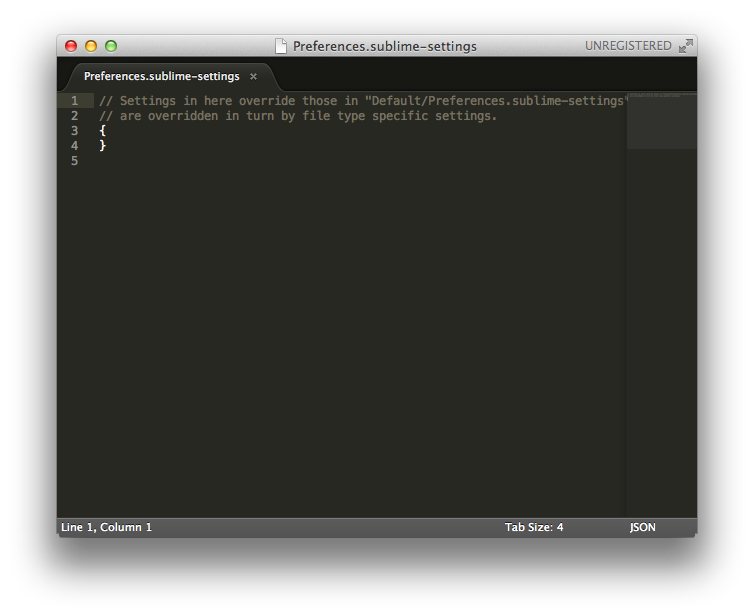 Preferences.sublime-settings
UNREGISTERED
Preferences.sublime-settings ×
1 // Settings in here override those in "Default/Preferences.sublime-settings"
2 // are overridden in turn by file type specific settings.
3 {
4 }
5
Line 1, Column 1
Tab Size: 4
JSON